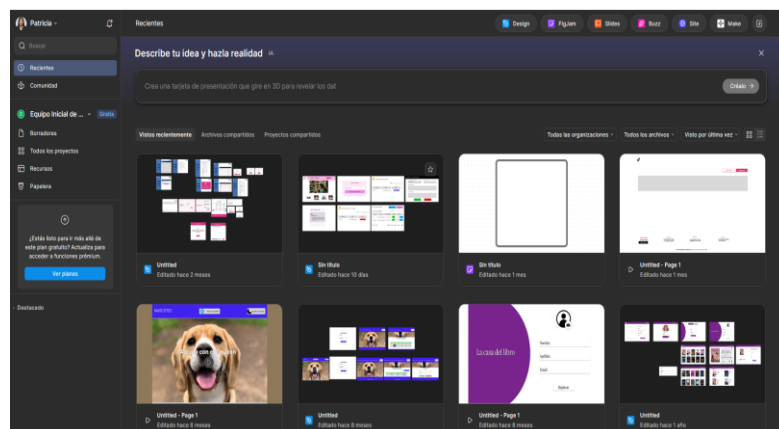 Patricia
Recientes
Design
FigJam
Slides
Buzz
Site
Make
Buscar
Recientes
Comunidad
Equipo Inicial de ...
Gratis
Borradores
Todos los proyectos
Recursos
Papelera
¿Estás listo para ir más allá de
este plan gratuito? Actualiza para
acceder a funciones prémium.
Ver planes
Destacado
Describe tu idea y hazla realidad IA
Crea una tarjeta de presentación que gire en 3D para revelar los dat
Créalo →
Vistos recientemente
Archivos compartidos
Proyectos compartidos
Todas las organizaciones
Todos los archivos
Visto por última vez
Untitled
Editado hace 2 meses
Sin título
Editado hace 10 días
Sin título
Editado hace 1 mes
Untitled - Page 1
Editado hace 1 mes
La casa del libro
Untitled - Page 1
Editado hace 8 meses
Untitled
Editado hace 8 meses
Untitled - Page 1
Editado hace 8 meses
Untitled
Editado hace 1 año